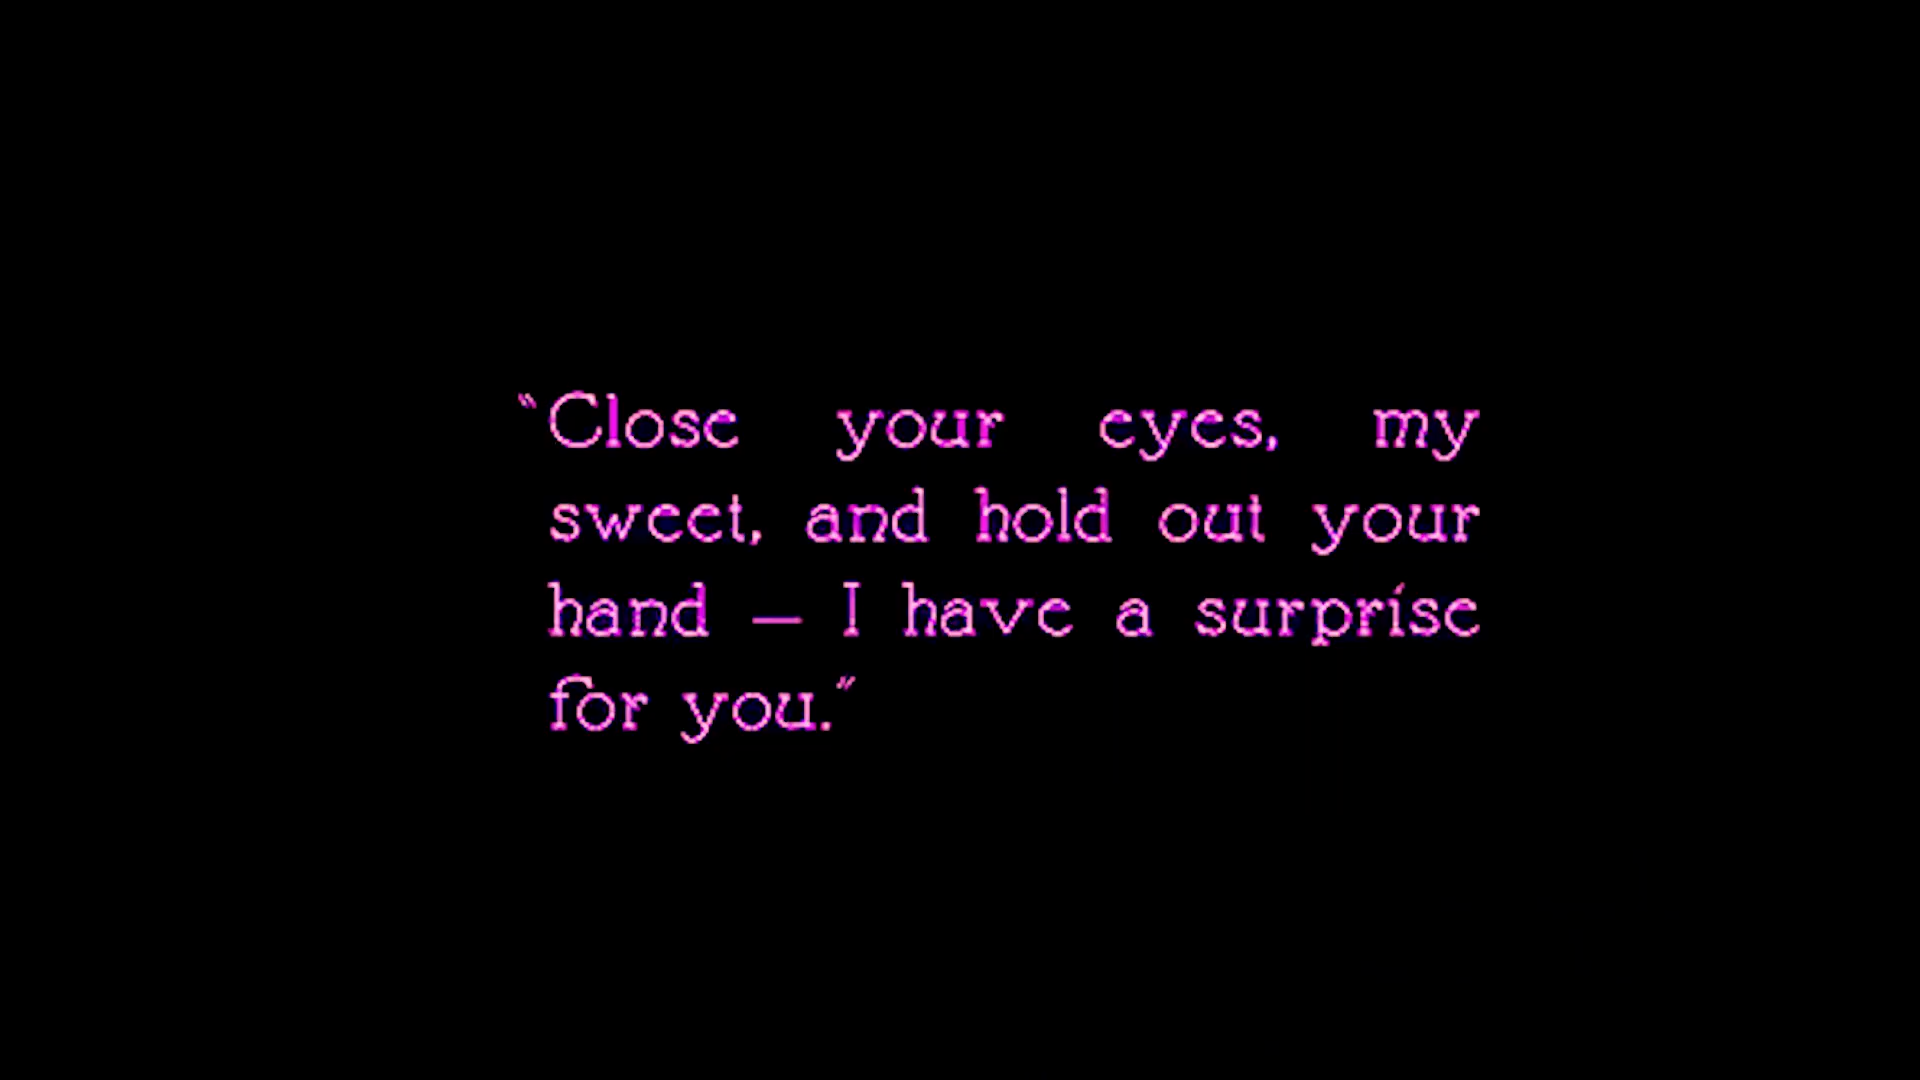 “Close your eyes, my
sweet, and hold out your
hand — I have a surprise
for you.”